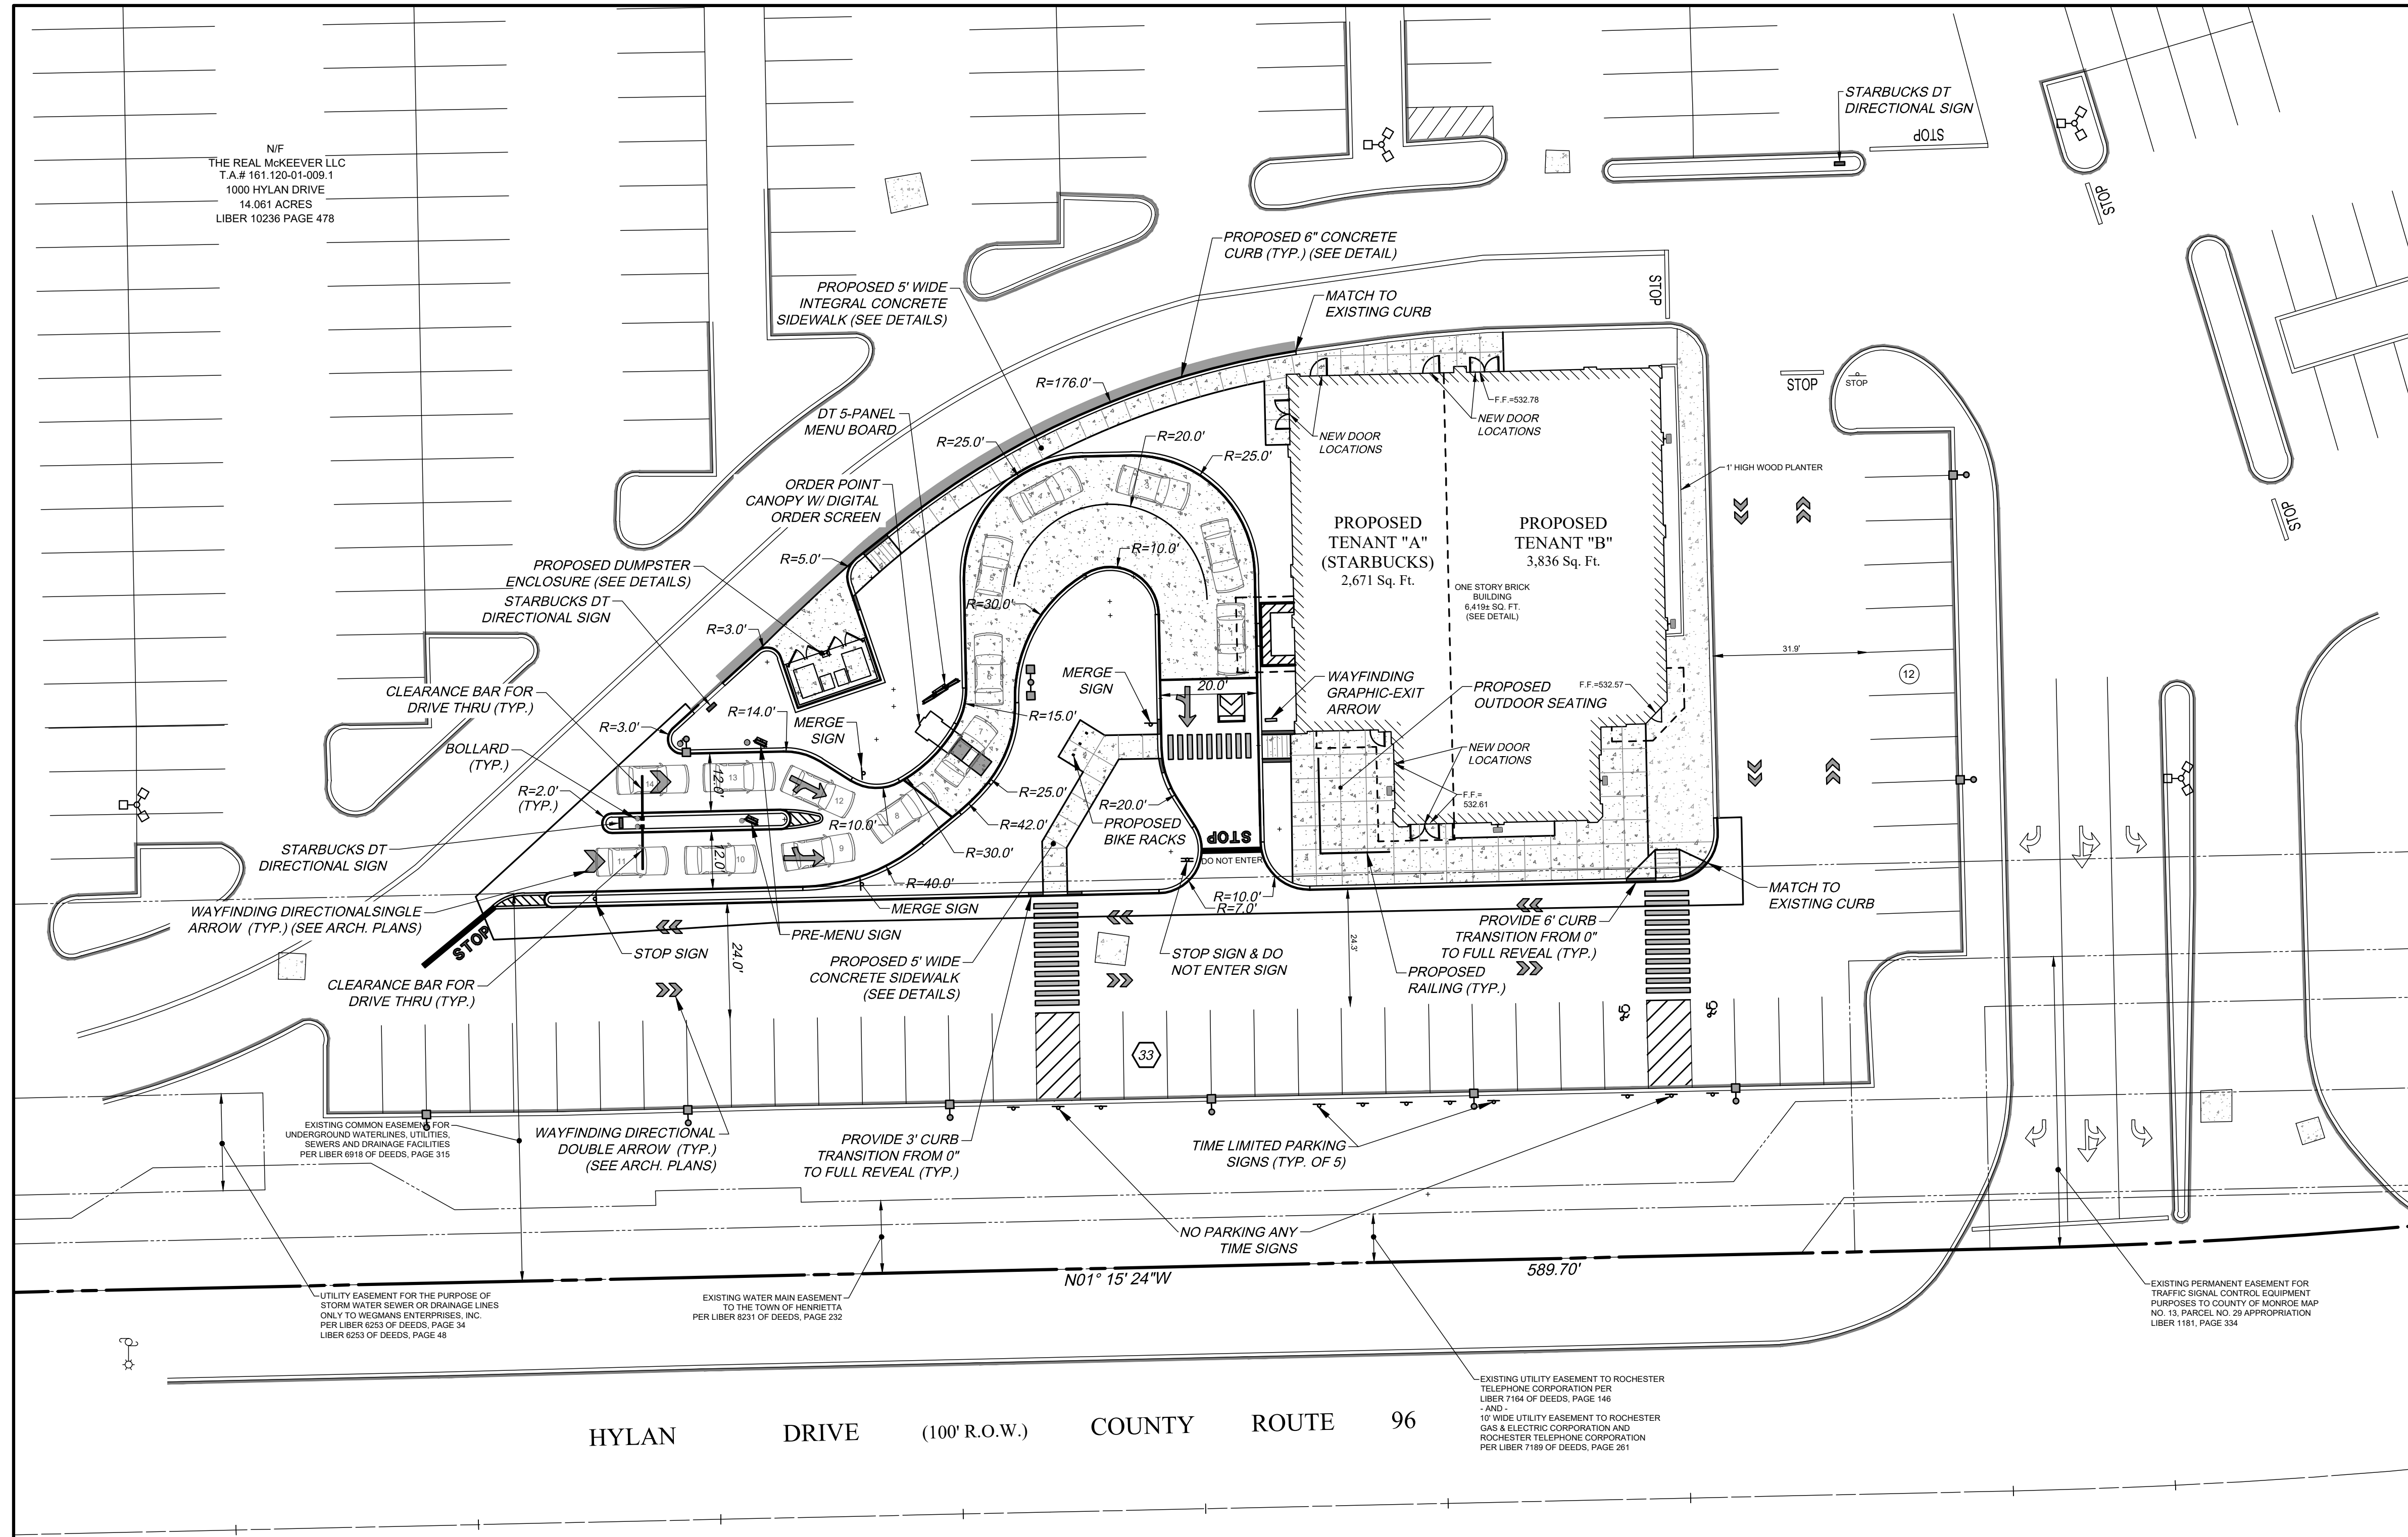 N/F
THE REAL McKEEVER LLC
T.A.# 161.120-01-009.1
1000 HYLAN DRIVE
14.061 ACRES
LIBER 10236 PAGE 478
STARBUCKS DT
DIRECTIONAL SIGN
STOP
STOP
STOP
PROPOSED 6" CONCRETE
CURB (TYP.) (SEE DETAIL)
PROPOSED 5' WIDE
INTEGRAL CONCRETE
SIDEWALK (SEE DETAILS)
MATCH TO
EXISTING CURB
STOP
STOP
STOP
R=176.0'
DT 5-PANEL
MENU BOARD
R=25.0'
R=20.0'
R=25.0'
F.F.=532.78
NEW DOOR
LOCATIONS
NEW DOOR
LOCATIONS
1' HIGH WOOD PLANTER
ORDER POINT
CANOPY W/ DIGITAL
ORDER SCREEN
PROPOSED
TENANT "A"
(STARBUCKS)
2,671 Sq. Ft.
PROPOSED
TENANT "B"
3,836 Sq. Ft.
ONE STORY BRICK
BUILDING
6,419± SQ. FT.
(SEE DETAIL)
R=5.0'
R=10.0'
PROPOSED DUMPSTER
ENCLOSURE (SEE DETAILS)
STARBUCKS DT
DIRECTIONAL SIGN
R=30.0'
R=3.0'
31.9'
12
MERGE
SIGN
20.0'
WAYFINDING
GRAPHIC-EXIT
ARROW
PROPOSED
OUTDOOR SEATING
F.F.=532.57
CLEARANCE BAR FOR
DRIVE THRU (TYP.)
R=3.0'
R=14.0'
MERGE
SIGN
R=15.0'
BOLLARD
(TYP.)
NEW DOOR
LOCATIONS
F.F.=
532.61
R=2.0'
(TYP.)
2
3
4
5
6
7
8
9
10
11
12
13
14
12.0'
12.0'
R=10.0'
R=25.0'
R=42.0'
R=30.0'
R=20.0'
PROPOSED
BIKE RACKS
STOP
DO NOT ENTER
STARBUCKS DT
DIRECTIONAL SIGN
R=40.0'
MERGE SIGN
R=10.0'
R=7.0'
MATCH TO
EXISTING CURB
WAYFINDING DIRECTIONALSINGLE
ARROW (TYP.) (SEE ARCH. PLANS)
STOP
STOP SIGN
PRE-MENU SIGN
24.0'
24.3'
PROVIDE 6' CURB
TRANSITION FROM 0"
TO FULL REVEAL (TYP.)
CLEARANCE BAR FOR
DRIVE THRU (TYP.)
PROPOSED 5' WIDE
CONCRETE SIDEWALK
(SEE DETAILS)
STOP SIGN & DO
NOT ENTER SIGN
PROPOSED
RAILING (TYP.)
33
EXISTING COMMON EASEMENT FOR
UNDERGROUND WATERLINES, UTILITIES,
SEWERS AND DRAINAGE FACILITIES
PER LIBER 6918 OF DEEDS, PAGE 315
WAYFINDING DIRECTIONAL
DOUBLE ARROW (TYP.)
(SEE ARCH. PLANS)
PROVIDE 3' CURB
TRANSITION FROM 0"
TO FULL REVEAL (TYP.)
TIME LIMITED PARKING
SIGNS (TYP. OF 5)
NO PARKING ANY
TIME SIGNS
N01° 15' 24"W
589.70'
UTILITY EASEMENT FOR THE PURPOSE OF
STORM WATER SEWER OR DRAINAGE LINES
ONLY TO WEGMANS ENTERPRISES, INC.
PER LIBER 6253 OF DEEDS, PAGE 34
LIBER 6253 OF DEEDS, PAGE 48
EXISTING WATER MAIN EASEMENT
TO THE TOWN OF HENRIETTA
PER LIBER 8231 OF DEEDS, PAGE 232
EXISTING PERMANENT EASEMENT FOR
TRAFFIC SIGNAL CONTROL EQUIPMENT
PURPOSES TO COUNTY OF MONROE MAP
NO. 13, PARCEL NO. 29 APPROPRIATION
LIBER 1181, PAGE 334
EXISTING UTILITY EASEMENT TO ROCHESTER
TELEPHONE CORPORATION PER
LIBER 7164 OF DEEDS, PAGE 146
- AND -
10' WIDE UTILITY EASEMENT TO ROCHESTER
GAS & ELECTRIC CORPORATION AND
ROCHESTER TELEPHONE CORPORATION
PER LIBER 7189 OF DEEDS, PAGE 261
HYLAN DRIVE (100' R.O.W.) COUNTY ROUTE 96